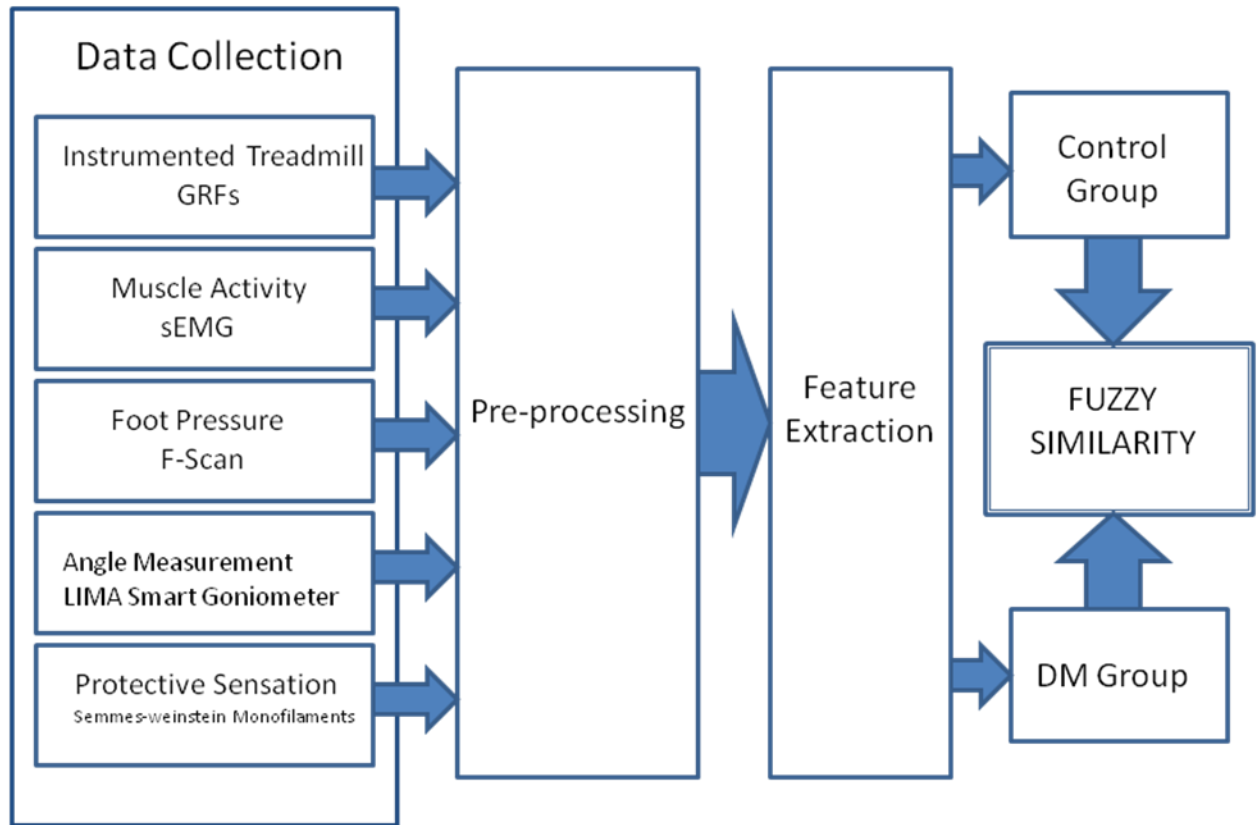 Data Collection
Instrumented Treadmill
GRFs
Muscle Activity
sEMG
Foot Pressure
F-Scan
Angle Measurement
LIMA Smart Goniometer
Protective Sensation
Semmes-weinstein Monofilaments
Pre-processing
Feature
Extraction
Control
Group
FUZZY
SIMILARITY
DM Group